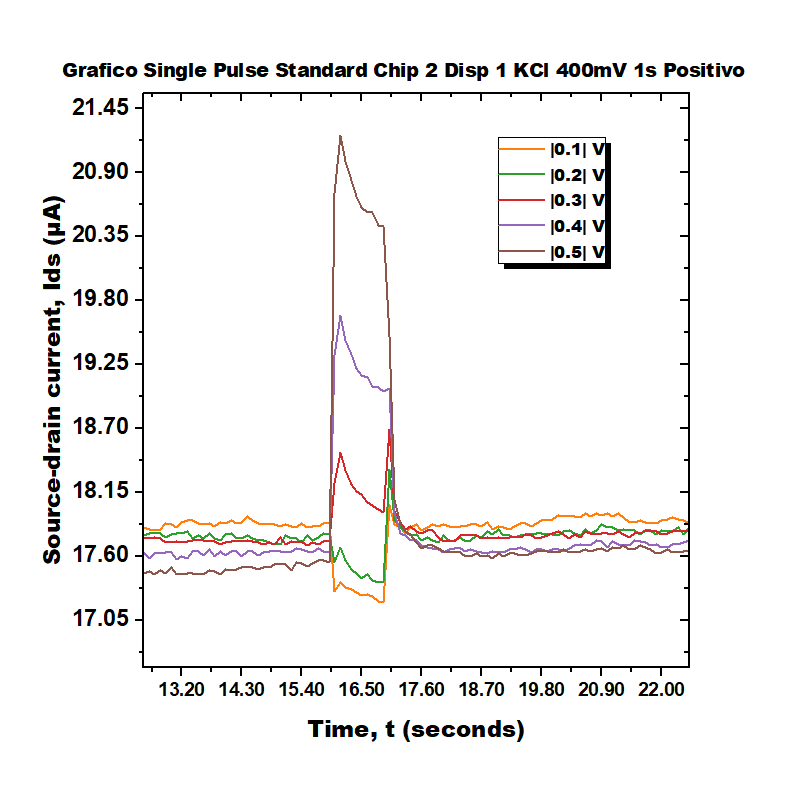 Grafico Single Pulse Standard Chip 2 Disp 1 KCl 400mV 1s Positivo
21.45
20.90
20.35
19.80
19.25
18.70
18.15
17.60
17.05
Source-drain current, Ids (µA)
|0.1| V
|0.2| V
|0.3| V
|0.4| V
|0.5| V
13.20 14.30 15.40 16.50 17.60 18.70 19.80 20.90 22.00
Time, t (seconds)